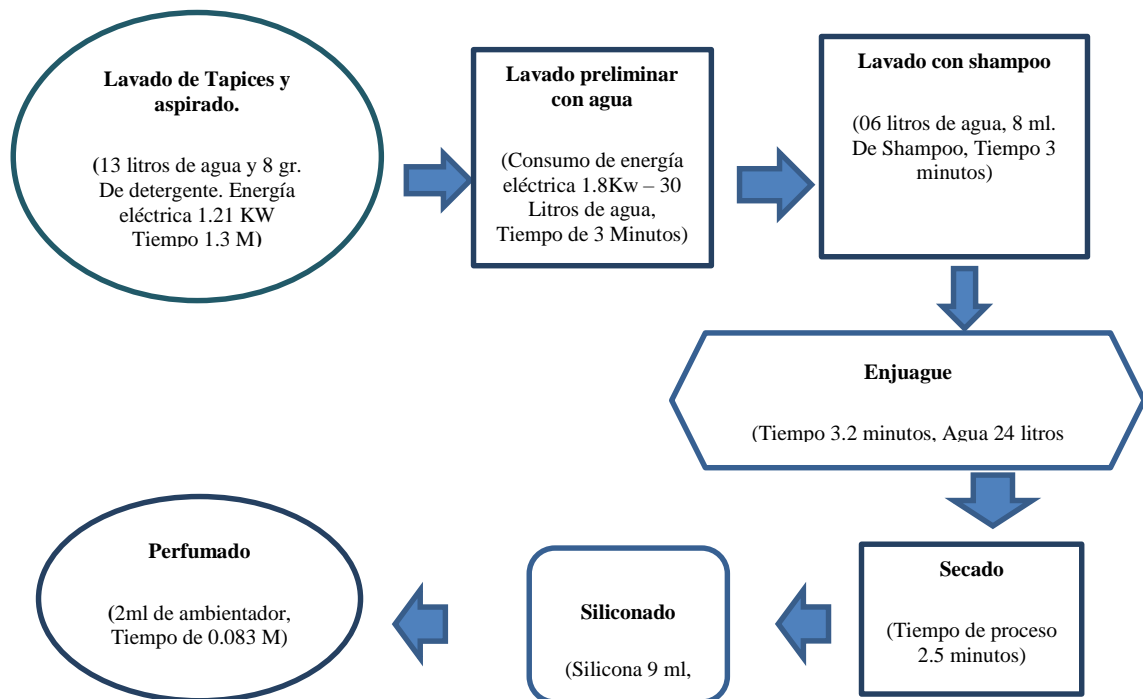 Lavado de Tapices y
aspirado.
(13 litros de agua y 8 gr.
De detergente. Energía
eléctrica 1.21 KW
Tiempo 1.3 M)
Lavado preliminar
con agua
(Consumo de energía
eléctrica 1.8Kw – 30
Litros de agua,
Tiempo de 3 Minutos)
Lavado con shampoo
(06 litros de agua, 8 ml.
De Shampoo, Tiempo 3
minutos)
Enjuague
(Tiempo 3.2 minutos, Agua 24 litros
Secado
(Tiempo de proceso
2.5 minutos)
Siliconado
(Silicona 9 ml,
Perfumado
(2ml de ambientador,
Tiempo de 0.083 M)